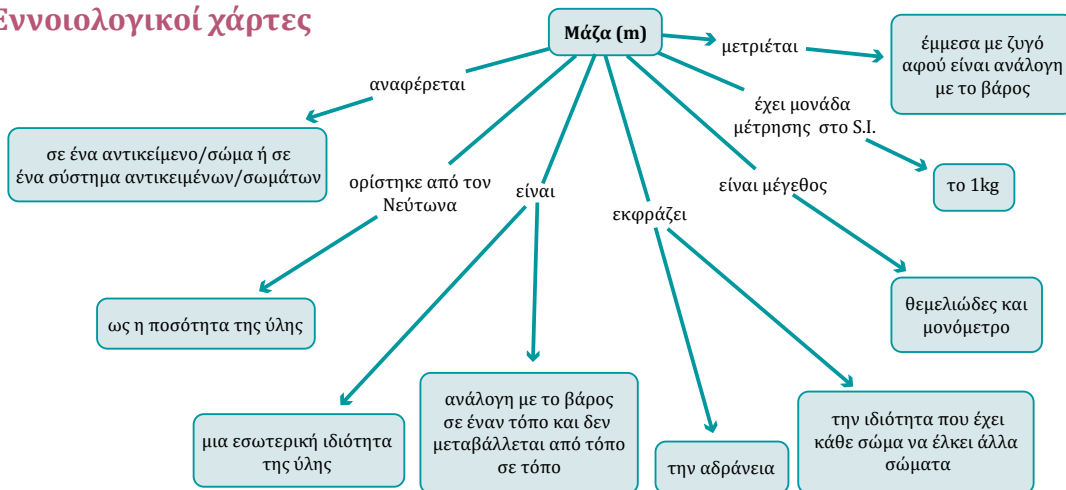 Εννοιολογικοί χάρτες
Μάζα (m)
μετριέται
έμμεσα με ζυγό
αφού είναι ανάλογη
με το βάρος
αναφέρεται
σε ένα αντικείμενο/σώμα ή σε
ένα σύστημα αντικειμένων/σωμάτων
έχει μονάδα
μέτρησης στο S.I.
το 1kg
ορίστηκε από τον
Νεύτωνα
ως η ποσότητα της ύλης
είναι
μια εσωτερική ιδιότητα
της ύλης
ανάλογη με το βάρος
σε έναν τόπο και δεν
μεταβάλλεται από τόπο
σε τόπο
εκφράζει
την αδράνεια
την ιδιότητα που έχει
κάθε σώμα να έλκει άλλα
σώματα
είναι μέγεθος
θεμελιώδες και
μονόμετρο